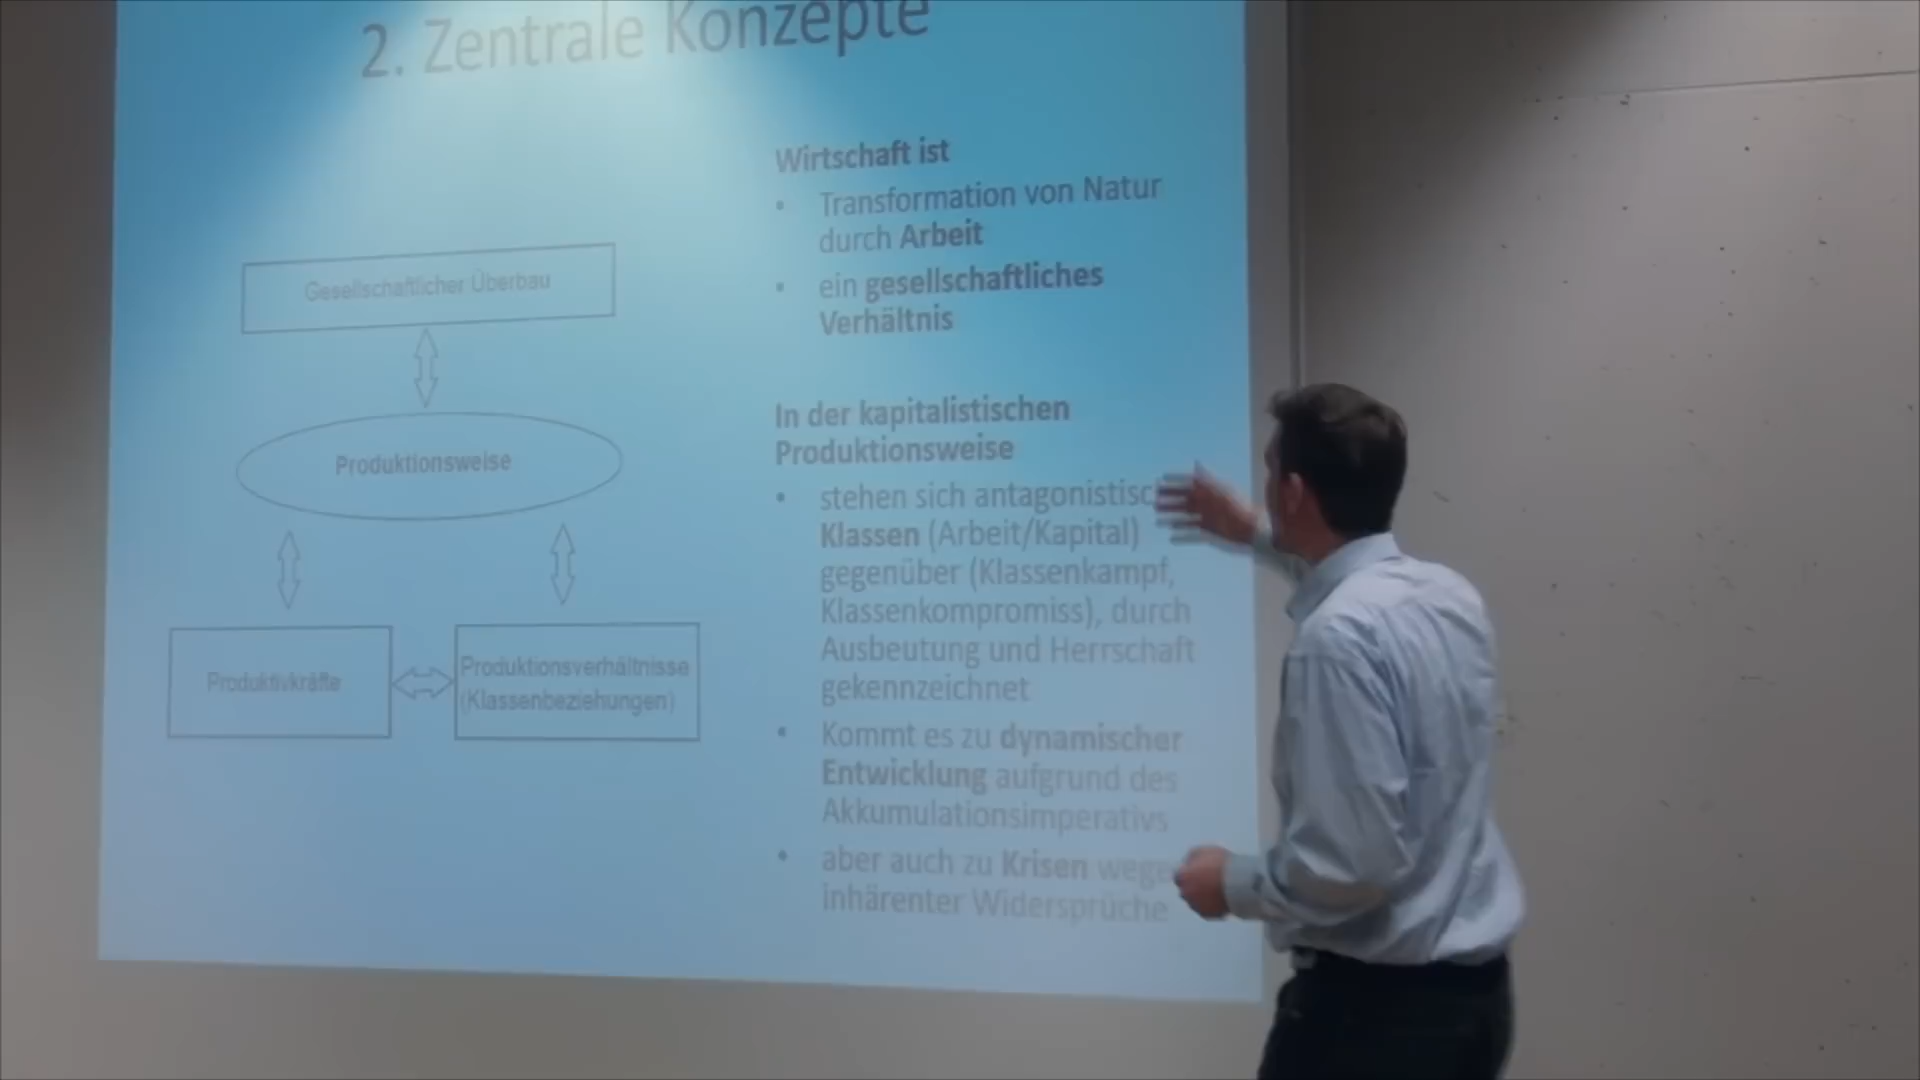 2. Zentrale Konzepte
Gesellschaftlicher Überbau
Produktionsweise
Produktivkräfte
Produktionsverhältnisse
(Klassenbeziehungen)
Wirtschaft ist
• Transformation von Natur
durch Arbeit
• ein gesellschaftliches
Verhältnis
In der kapitalistischen
Produktionsweise
• stehen sich
Klassen (Arbeit/Kapital)
gegenüber (Klassenkampf,
Klassenkompromiss), durch
Ausbeutung und Herrschaft
gekennzeichnet
• Kommt es zu dynamischer
Entwicklung aufgrund des
Akkumulationsimperativs
• aber auch zu Krisen
inhärenter Widersprüche